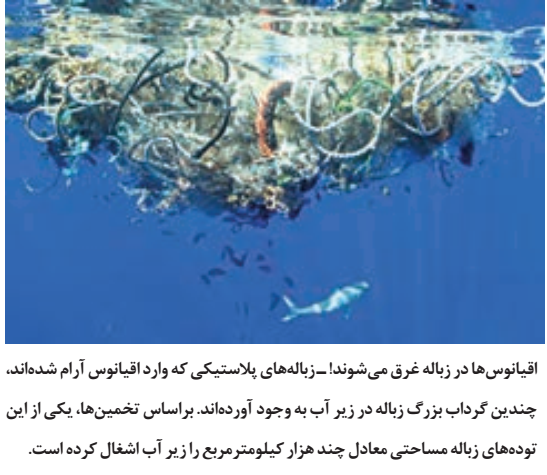 اقیانوس‌ها در زباله غرق می‌شوند! ــ زباله‌های پلاستیکی که وارد اقیانوس آرام شده‌اند،
چندین گرداب بزرگ زباله در زیر آب به وجود آورده‌اند. براساس تخمین‌ها، یکی از این
توده‌های زباله مساحتی معادل چند هزار کیلومترمربع را زیر آب اشغال کرده است.